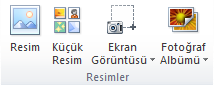 Resim
Küçük
Resim
Ekran
Görüntüsü
Fotoğraf
Albümü
Resimler